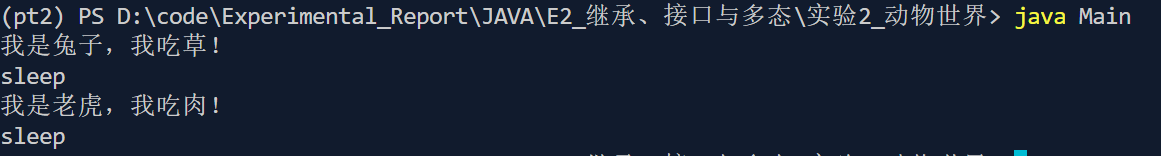 (pt2) PS D:\code\Experimental_Report\JAVA\E2_继承、接口与多态\实验2_动物世界> java Main
我是兔子，我吃草！
sleep
我是老虎，我吃肉！
sleep